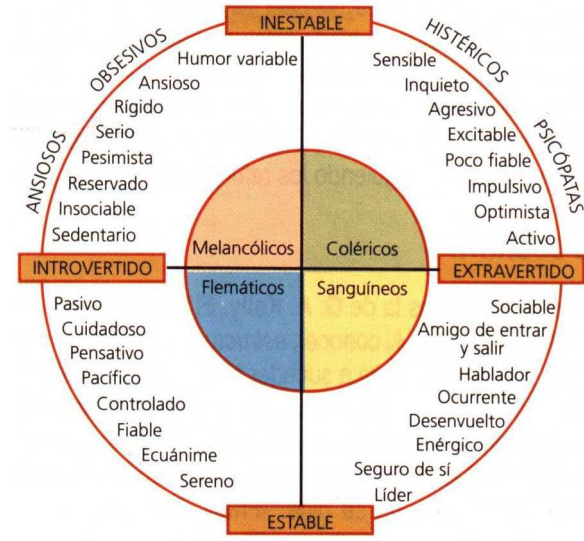 INESTABLE
OBSESIVOS
ANSIOSOS
HISTÉRICOS
PSICÓPATAS
Humor variable
Ansioso
Rígido
Serio
Pesimista
Reservado
Insociable
Sedentario
Sensible
Inquieto
Agresivo
Excitable
Poco fiable
Impulsivo
Optimista
Activo
Melancólicos
Coléricos
INTROVERTIDO
EXTRAVERTIDO
Flemáticos
Sanguíneos
Pasivo
Cuidadoso
Pensativo
Pacífico
Controlado
Fiable
Ecuánime
Sereno
Sociable
Amigo de entrar
y salir
Hablador
Ocurrente
Desenvuelto
Enérgico
Seguro de sí
Líder
ESTABLE